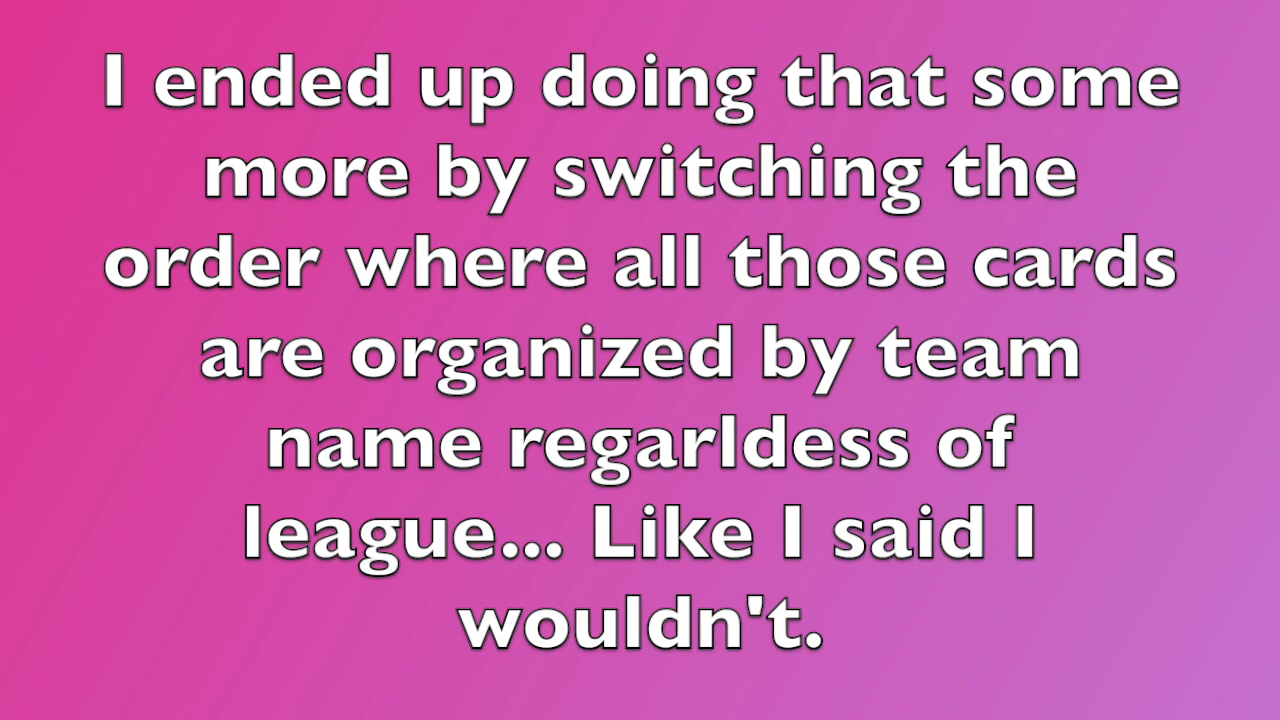 I ended up doing that some
more by switching the
order where all those cards
are organized by team
name regarldess of
league... Like I said I
wouldn't.